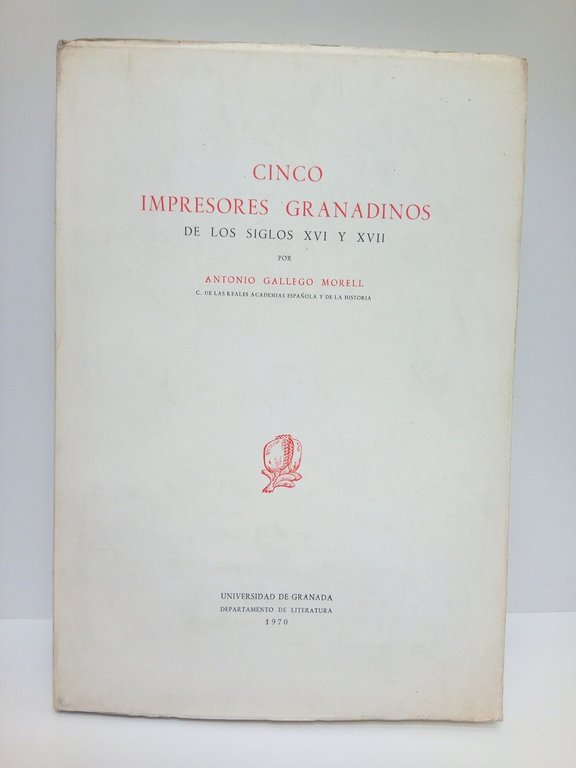 CINCO
IMPRESORES GRANADINOS
DE LOS SIGLOS XVI Y XVII
POR
ANTONIO GALLEGO MORELL
C. DE LAS REALES ACADEMIAS ESPAÑOLA Y DE LA HISTORIA
UNIVERSIDAD DE GRANADA
DEPARTAMENTO DE LITERATURA
1970